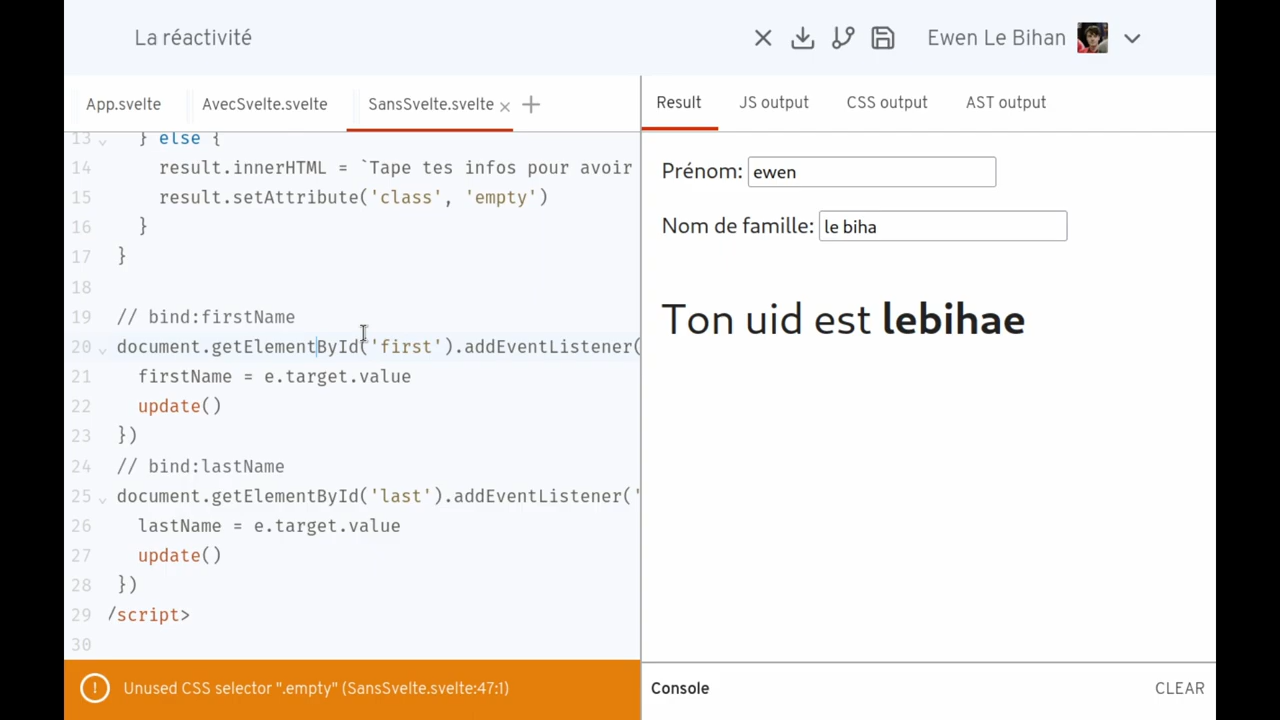 La réactivité
Ewen Le Bihan
App.svelte
AvecSvelte.svelte
SansSvelte.svelte
13 } else {
14 result.innerHTML = `Tape tes infos pour avoir
15 result.setAttribute('class', 'empty')
16 }
17 }
18
19 // bind:firstName
20 document.getElementById('first').addEventListener(
21 firstName = e.target.value
22 update()
23 })
24 // bind:lastName
25 document.getElementById('last').addEventListener('
26 lastName = e.target.value
27 update()
28 })
29 /script>
30
Unused CSS selector ".empty" (SansSvelte.svelte:47:1)
Result
JS output
CSS output
AST output
Prénom: ewen
Nom de famille: le biha
Ton uid est lebihae
Console
CLEAR